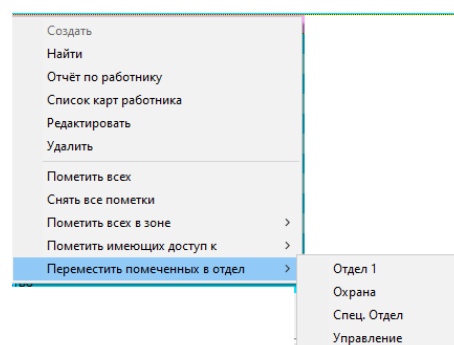 Создать
Найти
Отчёт по работнику
Список карт работника
Редактировать
Удалить
Пометить всех
Снять все пометки
Пометить всех в зоне
Пометить имеющих доступ к
Переместить помеченных в отдел
Отдел 1
Охрана
Спец. Отдел
Управление